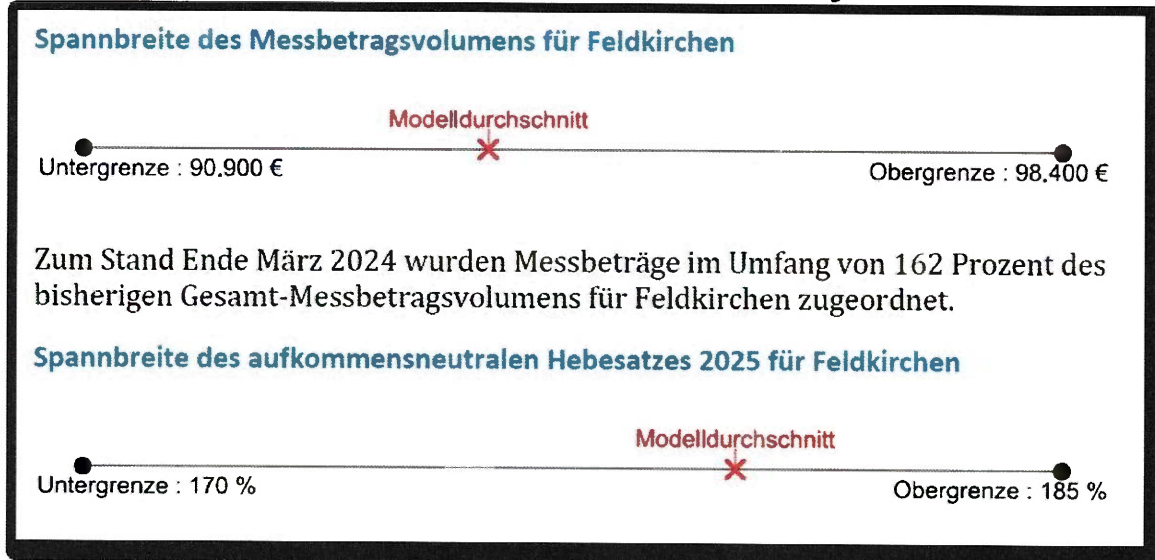 Spannbreite des Messbetragsvolumens für Feldkirchen
Modelldurchschnitt
Untergrenze : 90.900 €
Obergrenze : 98.400 €
Zum Stand Ende März 2024 wurden Messbeträge im Umfang von 162 Prozent des
bisherigen Gesamt-Messbetragsvolumens für Feldkirchen zugeordnet.
Spannbreite des aufkommensneutralen Hebesatzes 2025 für Feldkirchen
Modelldurchschnitt
Untergrenze : 170 %
Obergrenze : 185 %